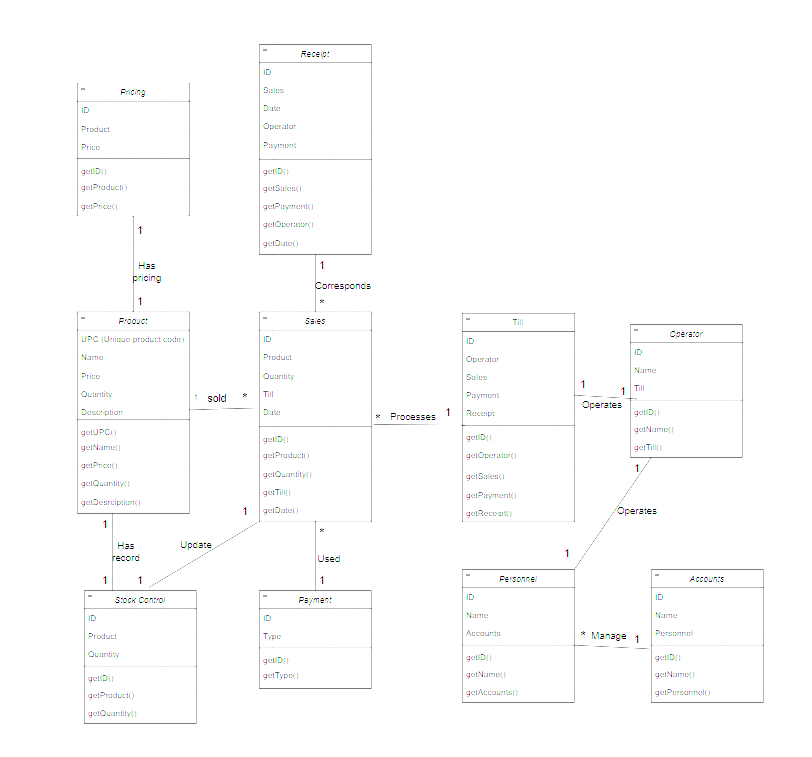 Receipt
ID
Sales
Date
Operator
Payment
getID()
getSales()
getPayment()
getOperator()
getDate()
Pricing
ID
Product
Price
getID()
getProduct()
getPrice()
1
Has
pricing
1
1
Corresponds
*
Product
UPC (Unique product code)
Name
Price
Quantity
Description
getUPC()
getName()
getPrice()
getQuantity()
getDesrciption()
1 sold *
Sales
ID
Product
Quantity
Till
Date
getID()
getProduct()
getQuantity()
getTill()
getDate()
* Processes 1
Till
ID
Operator
Sales
Payment
Receipt
getID()
getOperator()
getSales()
getPayment()
getReceipt()
1
1
Operates
Operator
ID
Name
Till
getID()
getName()
getTill()
1
Operates
1
1
Has
record
1
1
Update
1
*
Used
1
Stock Control
ID
Product
Quantity
getID()
getProduct()
getQuantity()
Payment
ID
Type
getID()
getType()
Personnel
ID
Name
Accounts
getID()
getName()
getAccounts()
* Manage 1
Accounts
ID
Name
Personnel
getID()
getName()
getPersonnel()